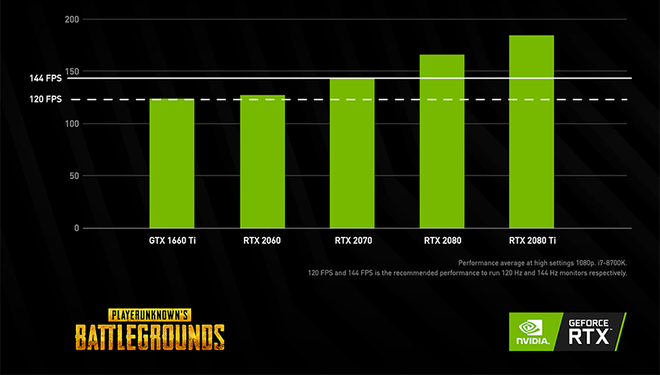 200
144 FPS
150
120 FPS
100
50
0
GTX 1660 Ti RTX 2060 RTX 2070 RTX 2080 RTX 2080 Ti
Performance average at high settings 1080p. i7-8700K.
120 FPS and 144 FPS is the recommended performance to run 120 Hz and 144 Hz monitors respectively.
PLAYERUNKNOWN'S
BATTLEGROUNDS
NVIDIA.
GEFORCE
RTX